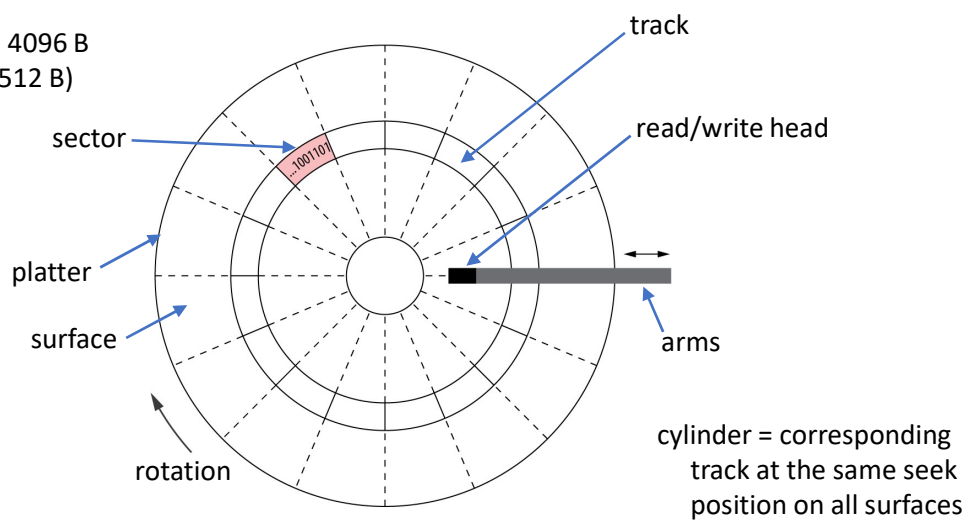 4096 B
512 B)
track
sector
read/write head
...1001101
platter
surface
arms
rotation
cylinder = corresponding
track at the same seek
position on all surfaces